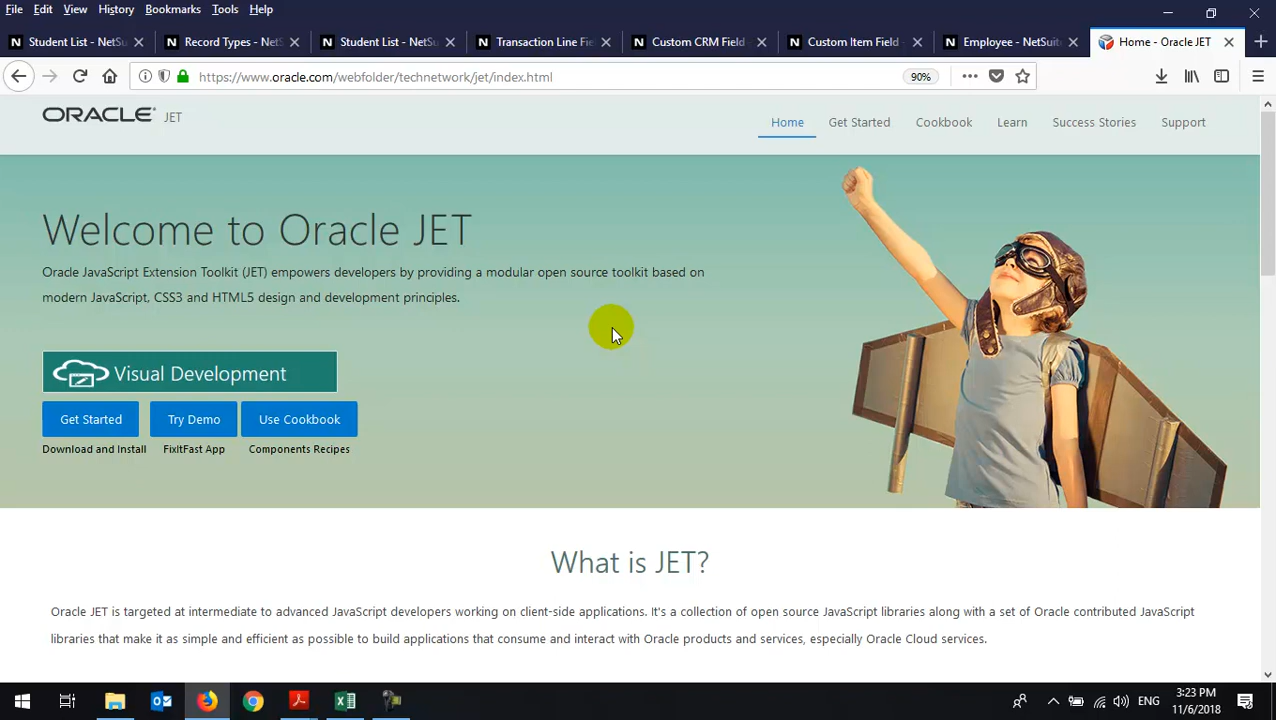 File Edit View History Bookmarks Tools Help
Student List - NetSu
Record Types - NetS
Student List - NetSu
Transaction Line Fi
Custom CRM Field -
Custom Item Field -
Employee - NetSuite
Home - Oracle JET
https://www.oracle.com/webfolder/technetwork/jet/index.html
90%
ORACLE JET
Home Get Started Cookbook Learn Success Stories Support
Welcome to Oracle JET
Oracle JavaScript Extension Toolkit (JET) empowers developers by providing a modular open source toolkit based on
modern JavaScript, CSS3 and HTML5 design and development principles.
Visual Development
Get Started Try Demo Use Cookbook
Download and Install FixItFast App Components Recipes
What is JET?
Oracle JET is targeted at intermediate to advanced JavaScript developers working on client-side applications. It's a collection of open source JavaScript libraries along with a set of Oracle contributed JavaScript
libraries that make it as simple and efficient as possible to build applications that consume and interact with Oracle products and services, especially Oracle Cloud services.
ENG
3:23 PM
11/6/2018